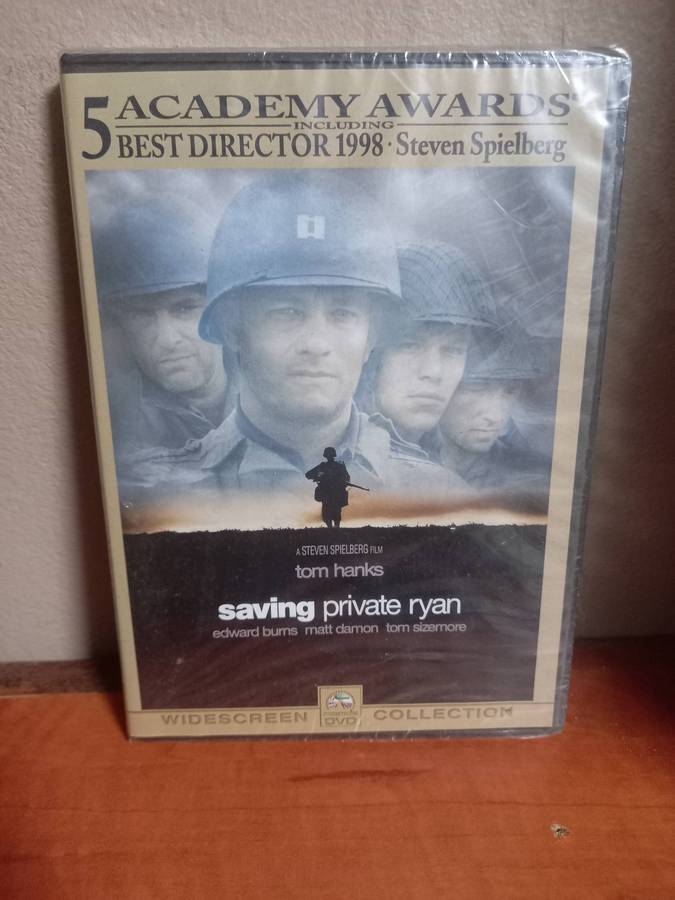 5 ACADEMY AWARDS
INCLUDING
BEST DIRECTOR 1998 · Steven Spielberg
A STEVEN SPIELBERG FILM
tom hanks
saving private ryan
edward burns matt damon tom sizemore
WIDESCREEN DVD COLLECTION